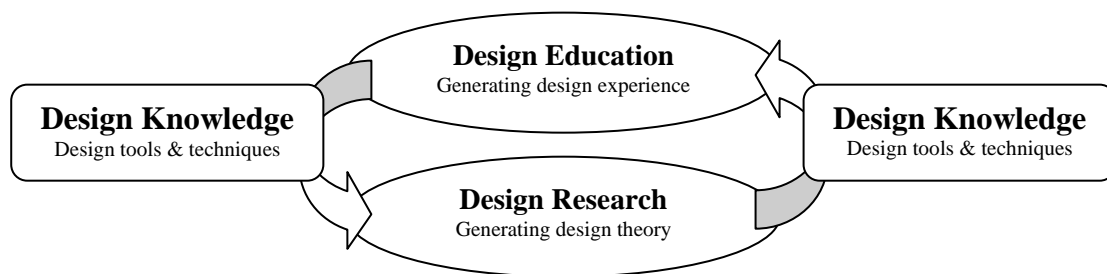 Design Education
Generating design experience
Design Knowledge
Design tools & techniques
Design Knowledge
Design tools & techniques
Design Research
Generating design theory